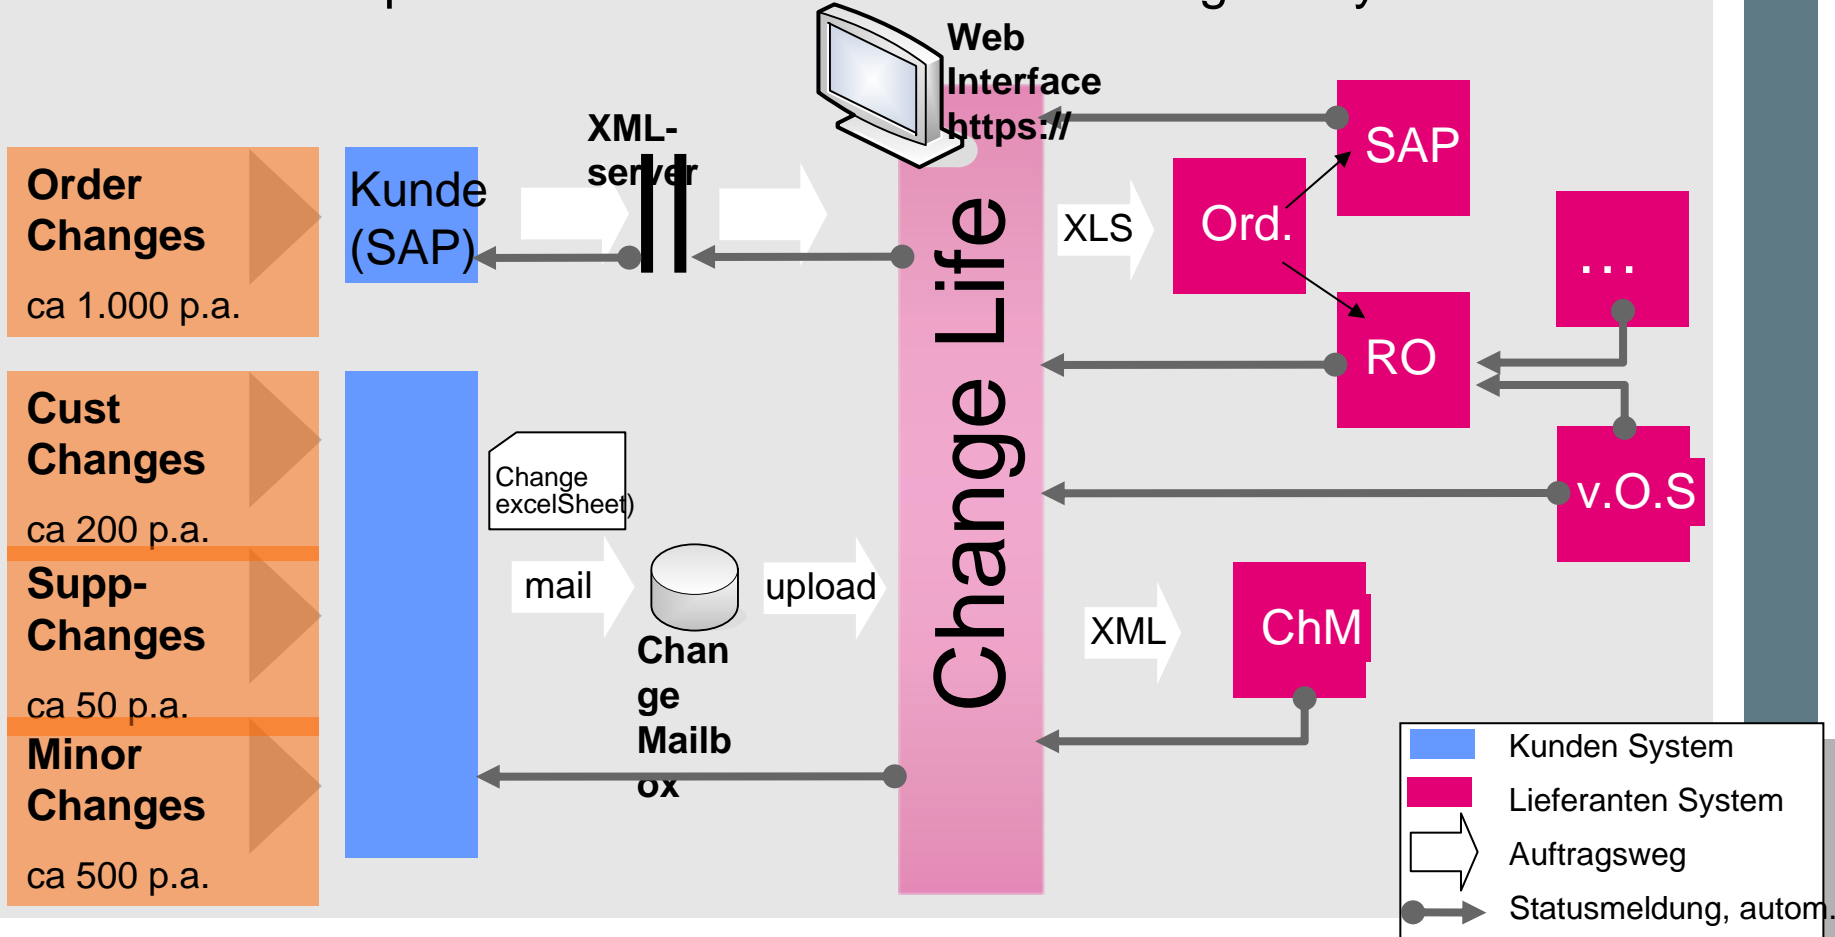 Web
Interface
https://
XML-
server
Order
Changes
ca 1.000 p.a.
Kunde
(SAP)
XLS
Ord.
SAP
RO
...
v.O.S
Cust
Changes
ca 200 p.a.
Change
excelSheet)
Supp-
Changes
ca 50 p.a.
mail
upload
Chan
ge
Mailb
ox
Change Life
XML
ChM
Minor
Changes
ca 500 p.a.
Kunden System
Lieferanten System
Auftragsweg
Statusmeldung, autom.